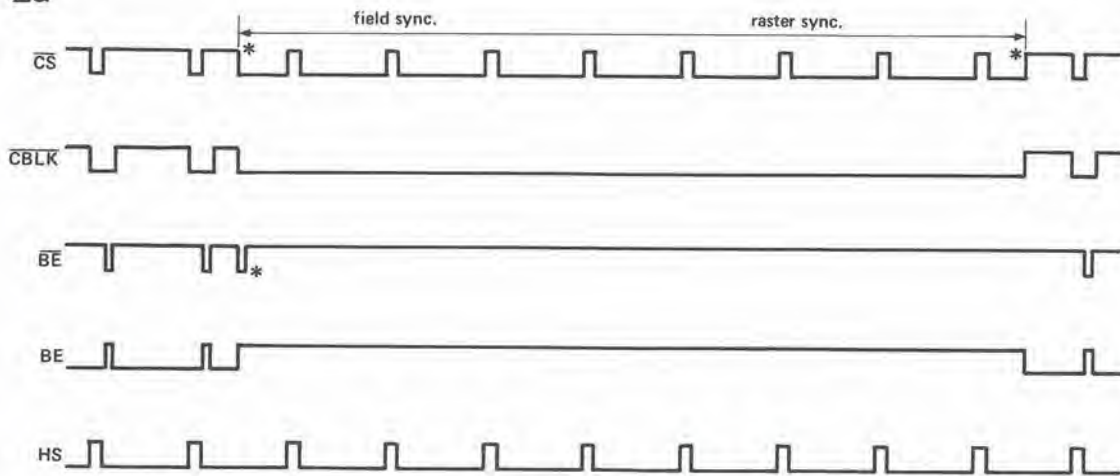 field sync.
raster sync.
*
*
CS
CBLK
BE
*
BE
HS